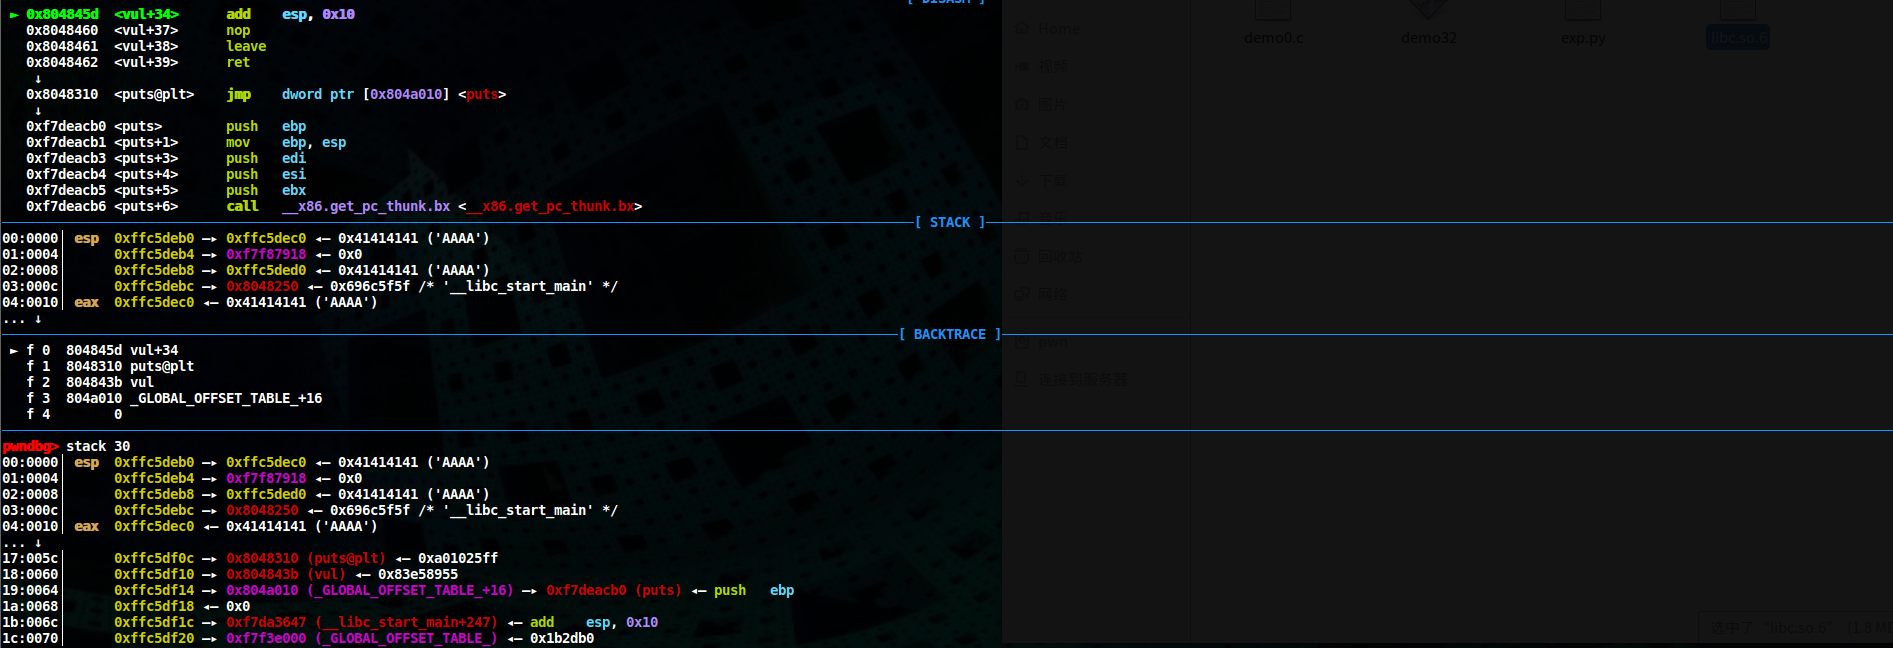 [ DISASM ]
► 0x804845d <vul+34> add esp, 0x10
0x8048460 <vul+37> nop
0x8048461 <vul+38> leave
0x8048462 <vul+39> ret
↓
0x8048310 <puts@plt> jmp dword ptr [0x804a010] <puts>
↓
0xf7deacb0 <puts> push ebp
0xf7deacb1 <puts+1> mov ebp, esp
0xf7deacb3 <puts+3> push edi
0xf7deacb4 <puts+4> push esi
0xf7deacb5 <puts+5> push ebx
0xf7deacb6 <puts+6> call __x86.get_pc_thunk.bx <__x86.get_pc_thunk.bx>
[ STACK ]
00:0000│ esp 0xffc5deb0 —▸ 0xffc5dec0 ◂— 0x41414141 ('AAAA')
01:0004│ 0xffc5deb4 —▸ 0xf7f87918 ◂— 0x0
02:0008│ 0xffc5deb8 —▸ 0xffc5ded0 ◂— 0x41414141 ('AAAA')
03:000c│ 0xffc5debc —▸ 0x8048250 ◂— 0x696c5f5f /* '__libc_start_main' */
04:0010│ eax 0xffc5dec0 ◂— 0x41414141 ('AAAA')
... ↓
[ BACKTRACE ]
► f 0 804845d vul+34
f 1 8048310 puts@plt
f 2 804843b vul
f 3 804a010 _GLOBAL_OFFSET_TABLE_+16
f 4 0
pwndbg> stack 30
00:0000│ esp 0xffc5deb0 —▸ 0xffc5dec0 ◂— 0x41414141 ('AAAA')
01:0004│ 0xffc5deb4 —▸ 0xf7f87918 ◂— 0x0
02:0008│ 0xffc5deb8 —▸ 0xffc5ded0 ◂— 0x41414141 ('AAAA')
03:000c│ 0xffc5debc —▸ 0x8048250 ◂— 0x696c5f5f /* '__libc_start_main' */
04:0010│ eax 0xffc5dec0 ◂— 0x41414141 ('AAAA')
... ↓
17:005c│ 0xffc5df0c —▸ 0x8048310 (puts@plt) ◂— 0xa01025ff
18:0060│ 0xffc5df10 —▸ 0x804843b (vul) ◂— 0x83e58955
19:0064│ 0xffc5df14 —▸ 0x804a010 (_GLOBAL_OFFSET_TABLE_+16) —▸ 0xf7deacb0 (puts) ◂— push ebp
1a:0068│ 0xffc5df18 ◂— 0x0
1b:006c│ 0xffc5df1c —▸ 0xf7da3647 (__libc_start_main+247) ◂— add esp, 0x10
1c:0070│ 0xffc5df20 —▸ 0xf7f3e000 (_GLOBAL_OFFSET_TABLE_) ◂— 0x1b2db0
Home
视频
图片
文档
下载
音乐
回收站
网络
pwn
连接到服务器
demo0.c
demo32
exp.py
libc.so.6
选中了 "libc.so.6" (1.8 MB